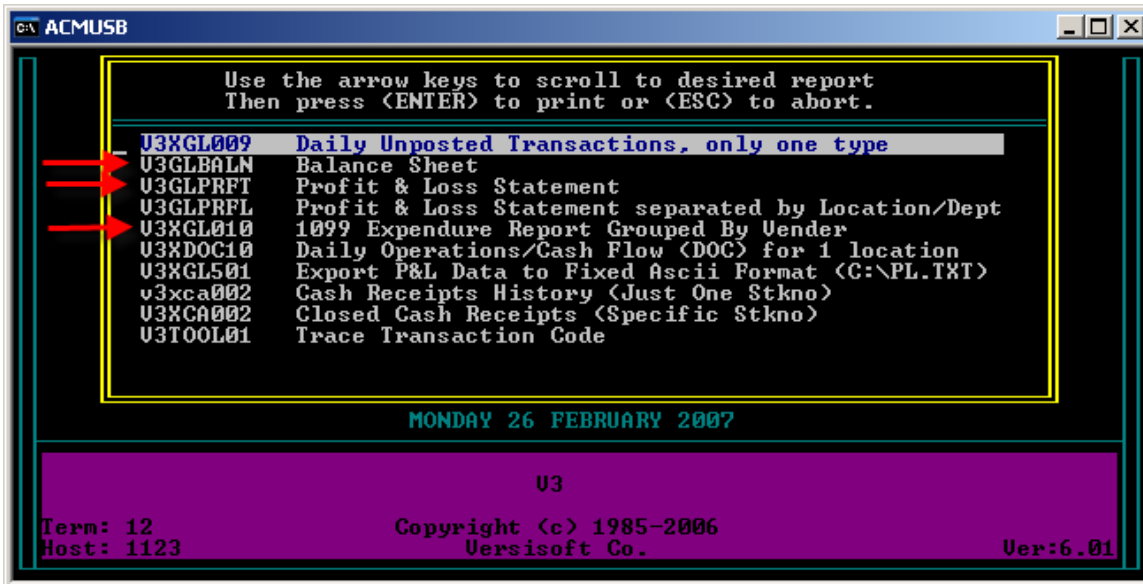 C:\ ACMUSB
Use the arrow keys to scroll to desired report
Then press <ENTER> to print or <ESC> to abort.
V3XGL009 Daily Unposted Transactions, only one type
V3GLBALN Balance Sheet
V3GLPRFT Profit & Loss Statement
V3GLPRFL Profit & Loss Statement separated by Location/Dept
V3XGL010 1099 Expendure Report Grouped By Vender
V3XDOC10 Daily Operations/Cash Flow (DOC) for 1 location
V3XGL501 Export P&L Data to Fixed Ascii Format (C:\PL.TXT)
v3xca002 Cash Receipts History (Just One Stkno)
V3XCA002 Closed Cash Receipts (Specific Stkno)
V3TOOL01 Trace Transaction Code
MONDAY 26 FEBRUARY 2007
V3
Term: 12 Copyright (c) 1985-2006
Host: 1123 Versisoft Co. Ver:6.01